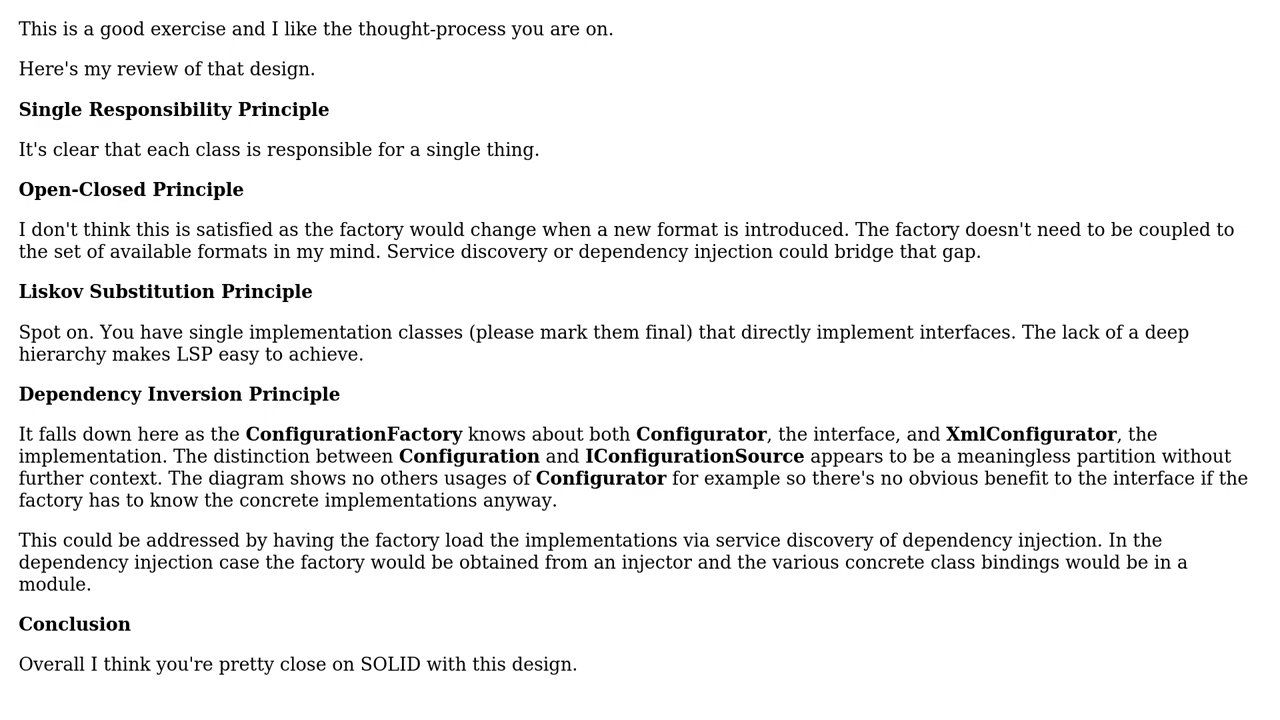 This is a good exercise and I like the thought-process you are on.
Here's my review of that design.
Single Responsibility Principle
It's clear that each class is responsible for a single thing.
Open-Closed Principle
I don't think this is satisfied as the factory would change when a new format is introduced. The factory doesn't need to be coupled to
the set of available formats in my mind. Service discovery or dependency injection could bridge that gap.
Liskov Substitution Principle
Spot on. You have single implementation classes (please mark them final) that directly implement interfaces. The lack of a deep
hierarchy makes LSP easy to achieve.
Dependency Inversion Principle
It falls down here as the ConfigurationFactory knows about both Configurator, the interface, and XmlConfigurator, the
implementation. The distinction between Configuration and IConfigurationSource appears to be a meaningless partition without
further context. The diagram shows no others usages of Configurator for example so there's no obvious benefit to the interface if the
factory has to know the concrete implementations anyway.
This could be addressed by having the factory load the implementations via service discovery of dependency injection. In the
dependency injection case the factory would be obtained from an injector and the various concrete class bindings would be in a
module.
Conclusion
Overall I think you're pretty close on SOLID with this design.